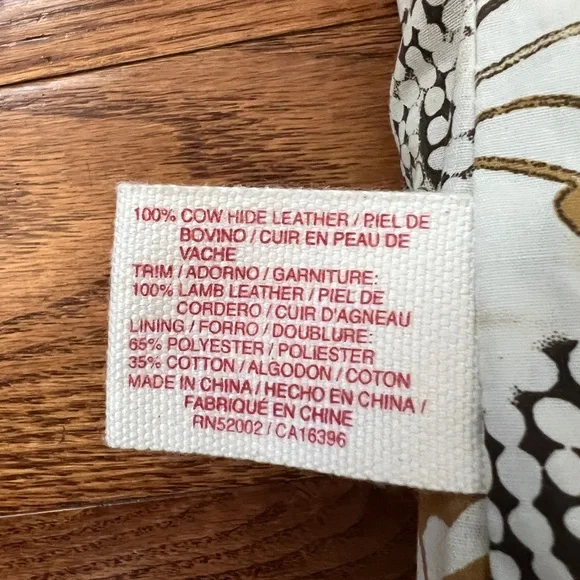 100% COW HIDE LEATHER / PIEL DE
BOVINO / CUIR EN PEAU DE
VACHE
TRIM / ADORNO / GARNITURE:
100% LAMB LEATHER / PIEL DE
CORDERO / CUIR D'AGNEAU
LINING / FORRO / DOUBLURE:
65% POLYESTER / POLIESTER
35% COTTON / ALGODON / COTON
MADE IN CHINA / HECHO EN CHINA /
FABRIQUÉ EN CHINE
RN52002 / CA16396